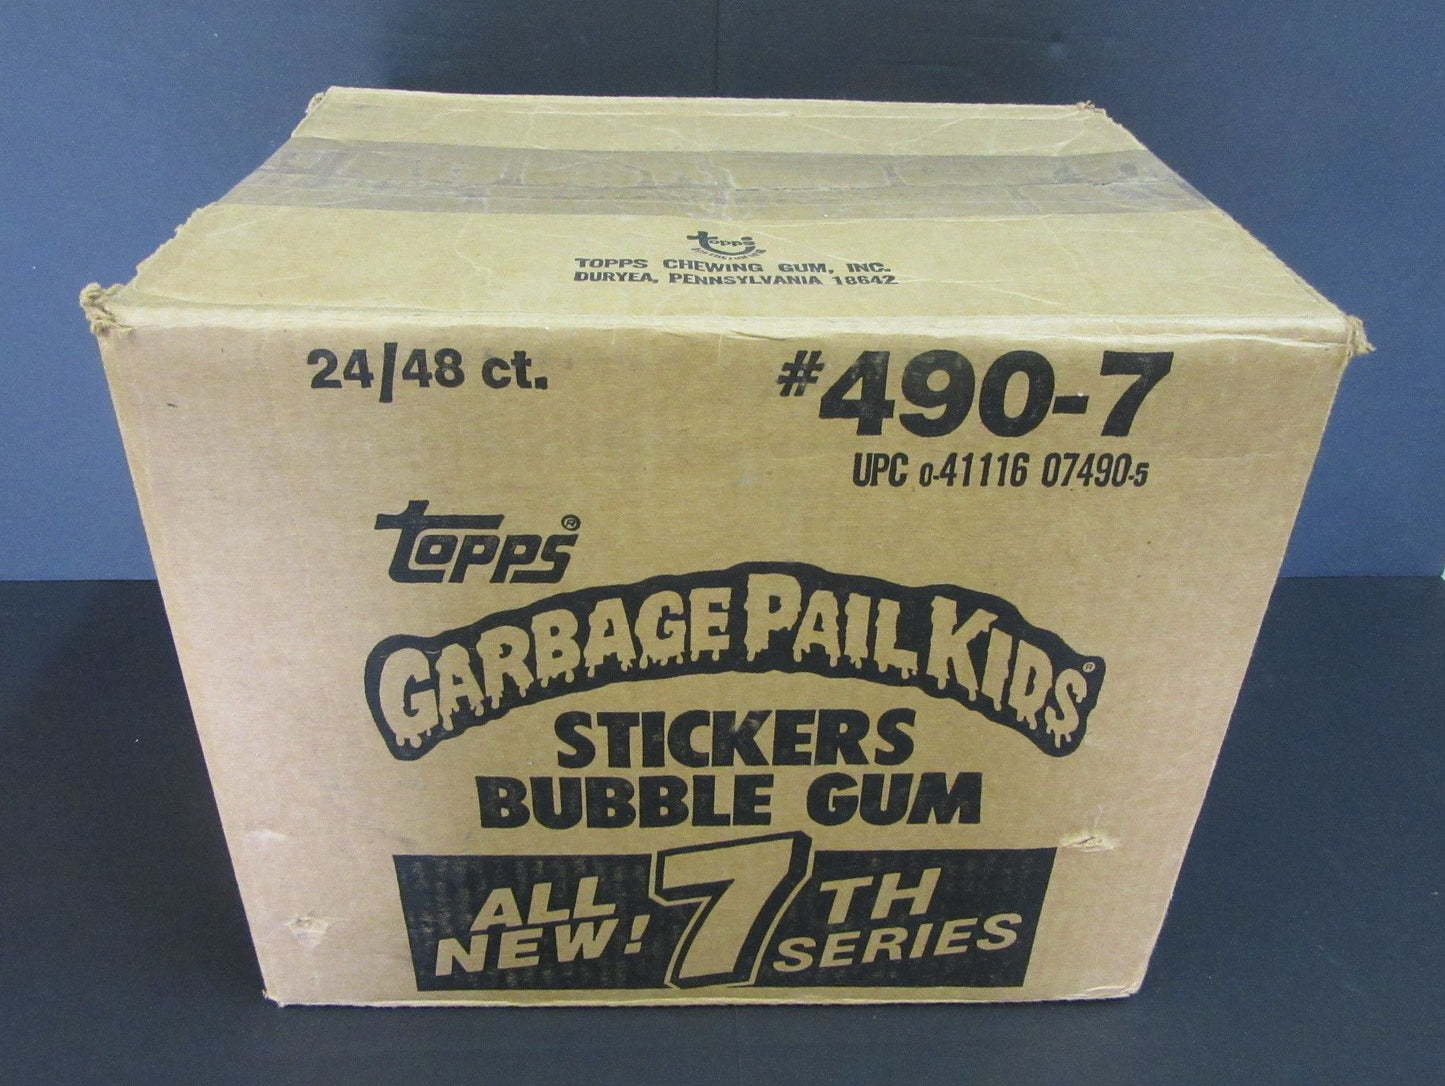 topps
TOPPS CHEWING GUM, INC.
DURYEA, PENNSYLVANIA 18642
24/48 ct.
#490-7
UPC 0-41116 07490-5
topps®
GARBAGE PAIL KIDS®
STICKERS
BUBBLE GUM
ALL NEW! 7TH SERIES